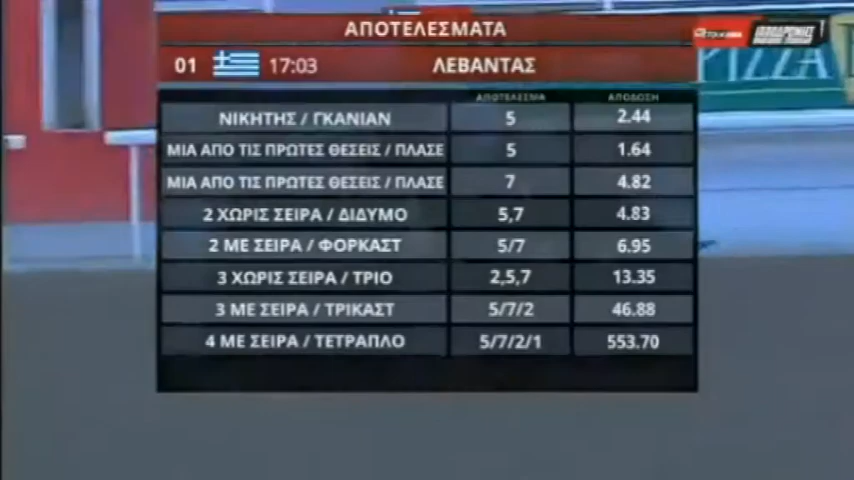 ΑΠΟΤΕΛΕΣΜΑΤΑ
01 17:03 ΛΕΒΑΝΤΑΣ
PIZZA
ΑΠΟΤΕΛΕΣΜΑ ΑΠΟΔΟΣΗ
ΝΙΚΗΤΗΣ / ΓΚΑΝΙΑΝ 5 2.44
ΜΙΑ ΑΠΟ ΤΙΣ ΠΡΩΤΕΣ ΘΕΣΕΙΣ / ΠΛΑΣΕ 5 1.64
ΜΙΑ ΑΠΟ ΤΙΣ ΠΡΩΤΕΣ ΘΕΣΕΙΣ / ΠΛΑΣΕ 7 4.82
2 ΧΩΡΙΣ ΣΕΙΡΑ / ΔΙΔΥΜΟ 5,7 4.83
2 ΜΕ ΣΕΙΡΑ / ΦΟΡΚΑΣΤ 5/7 6.95
3 ΧΩΡΙΣ ΣΕΙΡΑ / ΤΡΙΟ 2,5,7 13.35
3 ΜΕ ΣΕΙΡΑ / ΤΡΙΚΑΣΤ 5/7/2 46.88
4 ΜΕ ΣΕΙΡΑ / ΤΕΤΡΑΠΛΟ 5/7/2/1 553.70